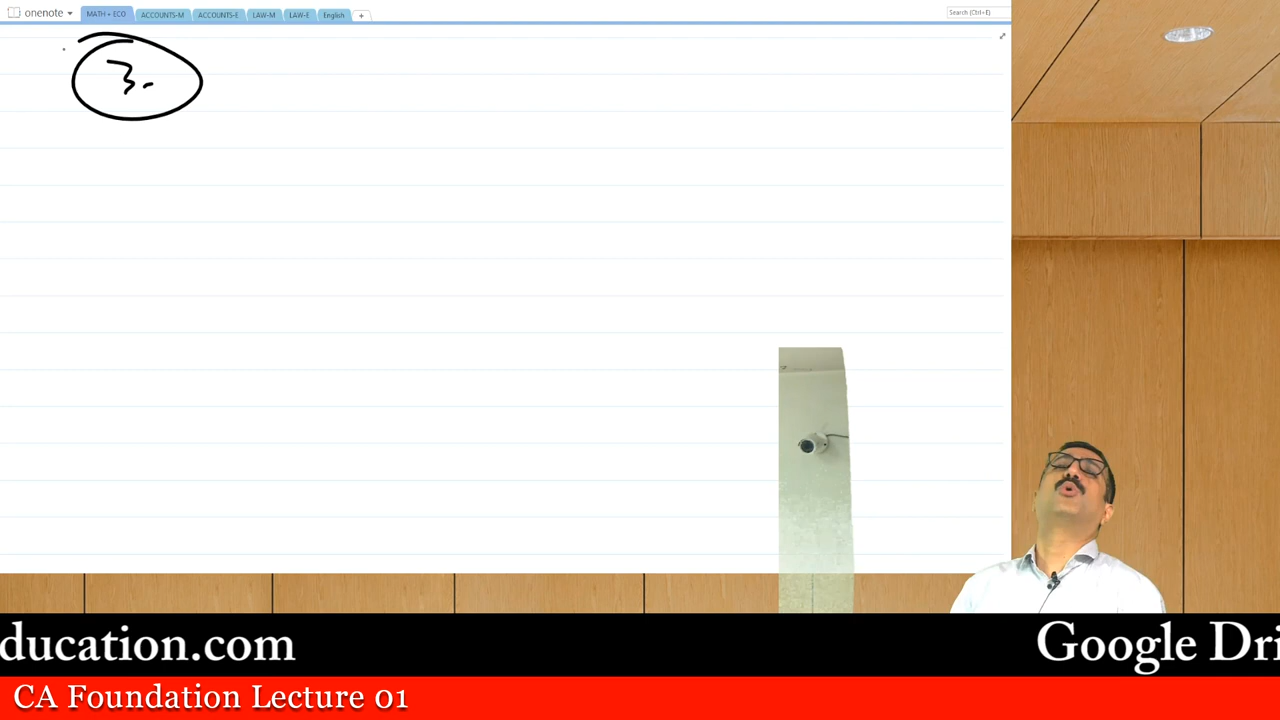 onenote
MATH + ECO
ACCOUNTS-M
ACCOUNTS-E
LAW-M
LAW-E
English
+
Search (Ctrl+E)
3.
ducation.com
Google Dri
CA Foundation Lecture 01